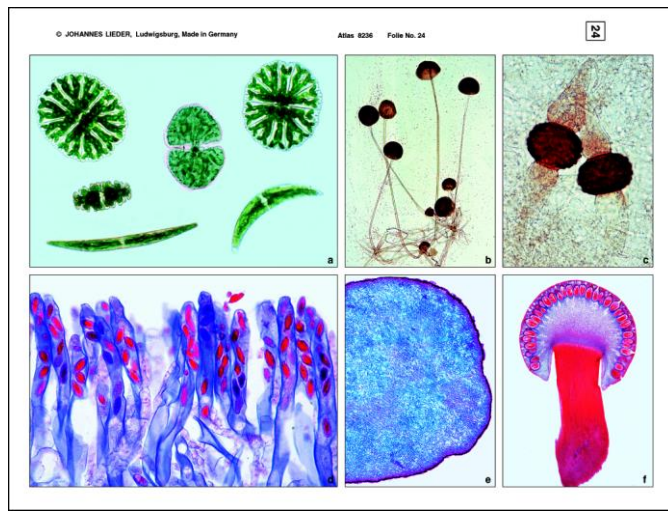 © JOHANNES LIEDER, Ludwigsburg, Made in Germany Atlas 8236 Folie No. 24
24
a
b
c
d
e
f